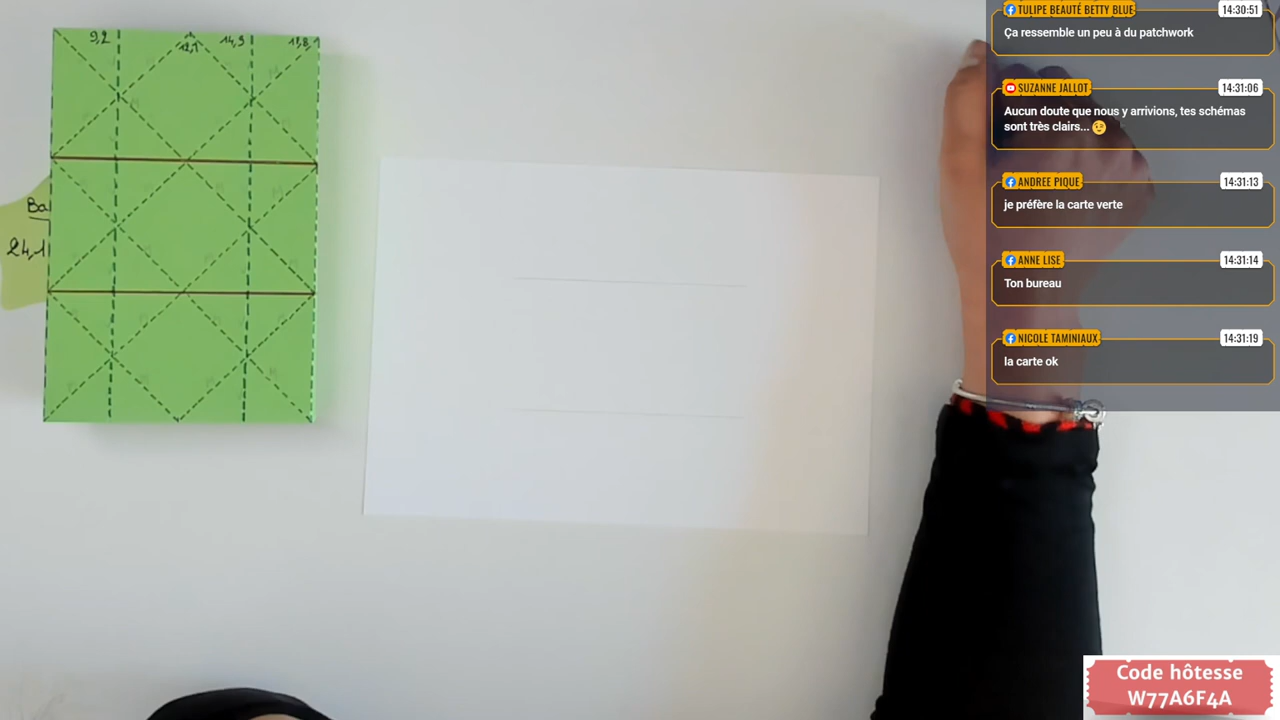 9,2
12,1
14,3
Ba
24,1
TULIPE BEAUTÉ BETTY BLUE
14:30:51
Ça ressemble un peu à du patchwork
SUZANNE JALLOT
14:31:06
Aucun doute que nous y arrivions, tes schémas
sont très clairs... 😉
ANDREE PIQUE
14:31:13
je préfère la carte verte
ANNE LISE
14:31:14
Ton bureau
NICOLE TAMINIAUX
14:31:19
la carte ok
Code hôtesse
W77A6F4A